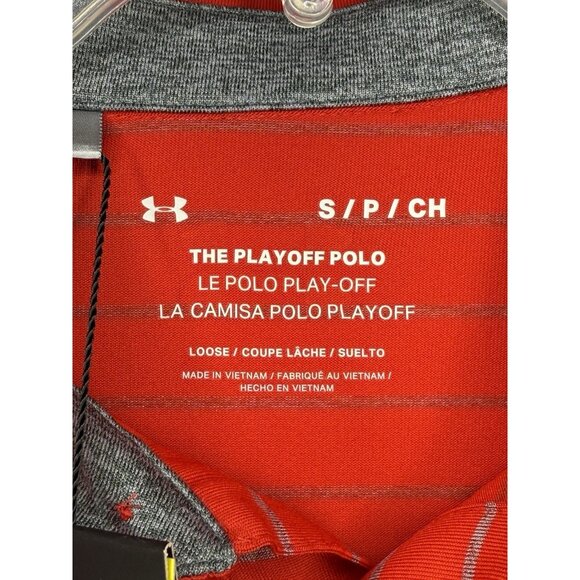 S / P / CH
THE PLAYOFF POLO
LE POLO PLAY-OFF
LA CAMISA POLO PLAYOFF
LOOSE / COUPE LÂCHE / SUELTO
MADE IN VIETNAM / FABRIQUÉ AU VIETNAM /
HECHO EN VIETNAM